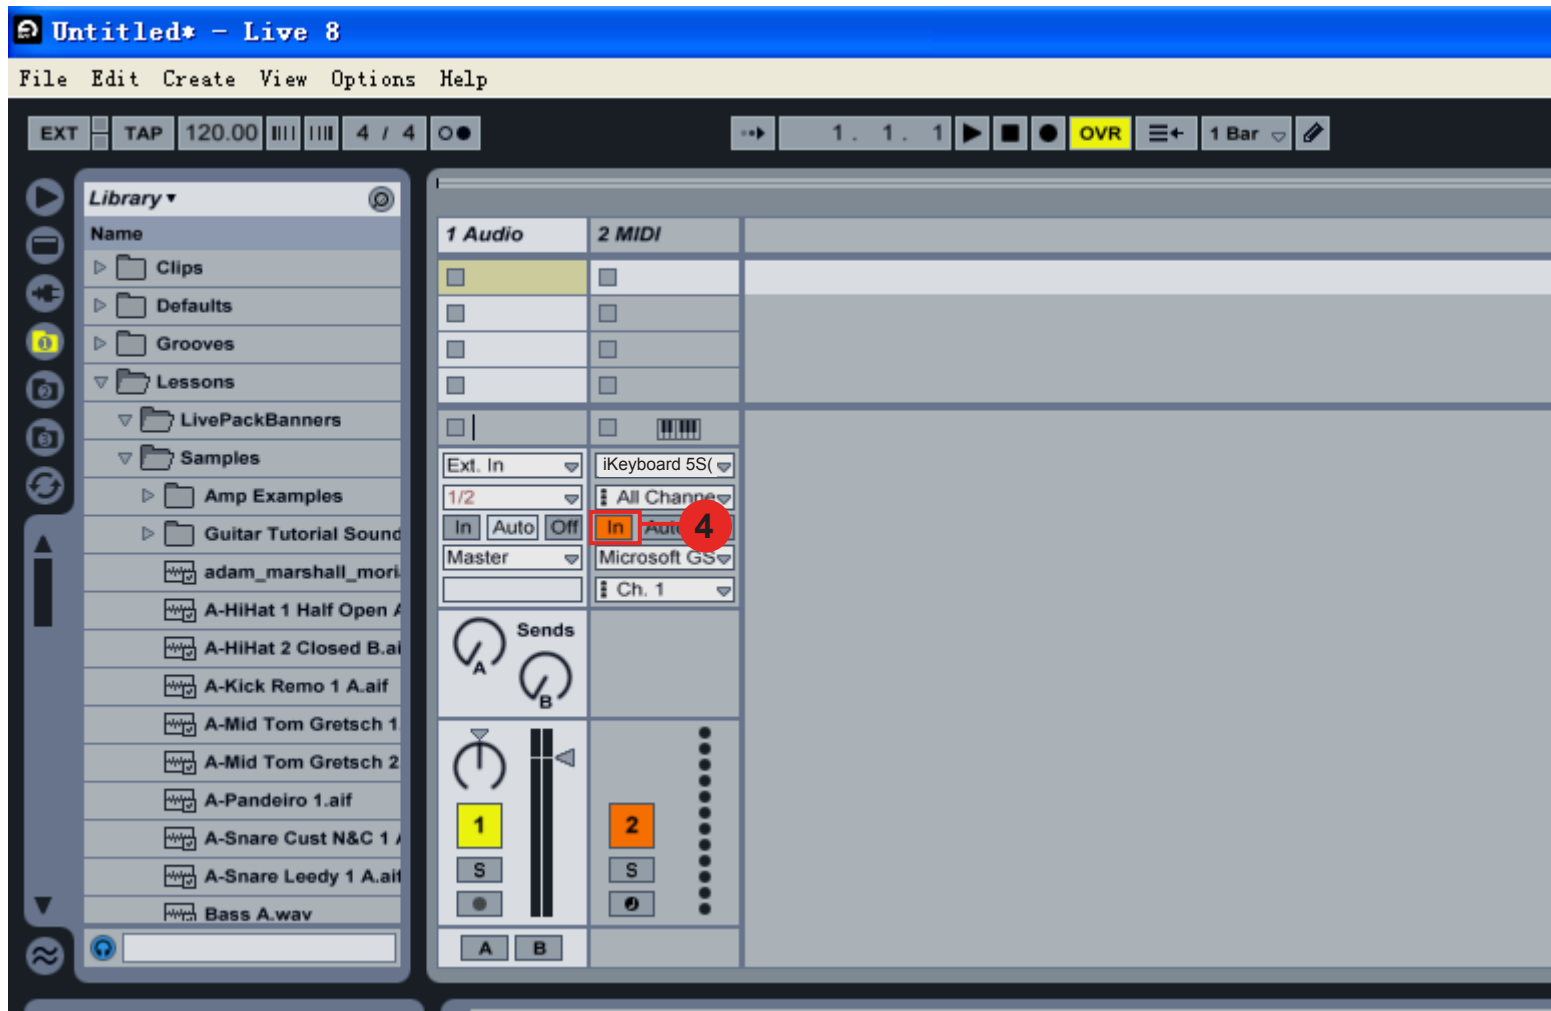 Untitled* - Live 8
File Edit Create View Options Help
EXT TAP 120.00 4 / 4 1. 1. 1 OVR 1 Bar
Library
Name
Clips
Defaults
Grooves
Lessons
LivePackBanners
Samples
Amp Examples
Guitar Tutorial Sound
adam_marshall_mori
A-HiHat 1 Half Open A
A-HiHat 2 Closed B.ai
A-Kick Remo 1 A.aif
A-Mid Tom Gretsch 1
A-Mid Tom Gretsch 2
A-Pandeiro 1.aif
A-Snare Cust N&C 1 A
A-Snare Leedy 1 A.aif
Bass A.wav
1 Audio
Ext. In
1/2
In Auto Off
Master
Sends
A
B
1
S
A B
2 MIDI
iKeyboard 5S(
All Channe
In Auto 4
Microsoft GS
Ch. 1
2
S